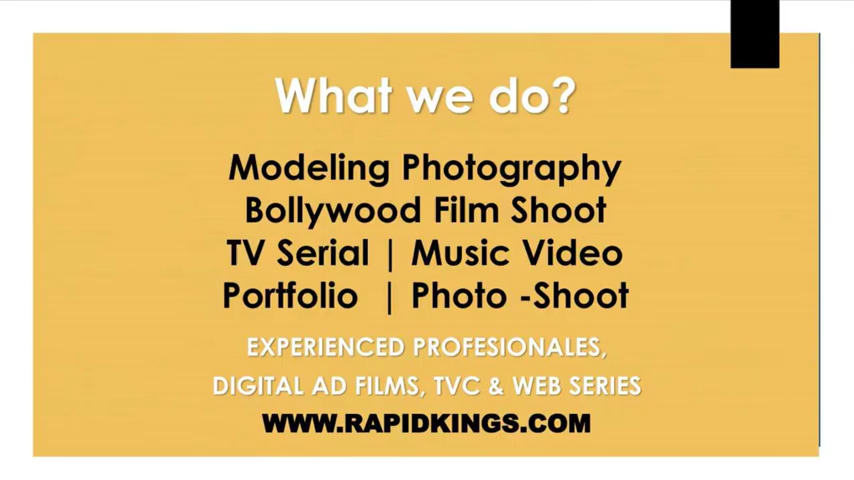 What we do?
Modeling Photography
Bollywood Film Shoot
TV Serial | Music Video
Portfolio | Photo -Shoot
EXPERIENCED PROFESIONALES,
DIGITAL AD FILMS, TVC & WEB SERIES
WWW.RAPIDKINGS.COM